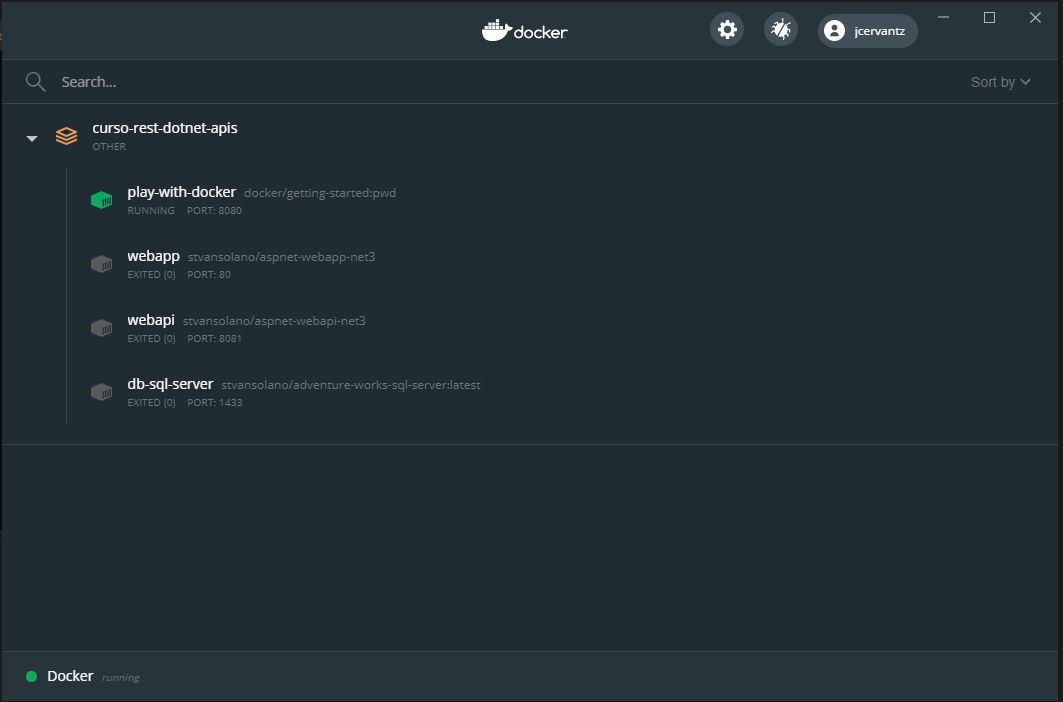 docker
jcervantz
Search...
Sort by
curso-rest-dotnet-apis
OTHER
play-with-docker docker/getting-started:pwd
RUNNING PORT: 8080
webapp stvansolano/aspnet-webapp-net3
EXITED (0) PORT: 80
webapi stvansolano/aspnet-webapi-net3
EXITED (0) PORT: 8081
db-sql-server stvansolano/adventure-works-sql-server:latest
EXITED (0) PORT: 1433
Docker running